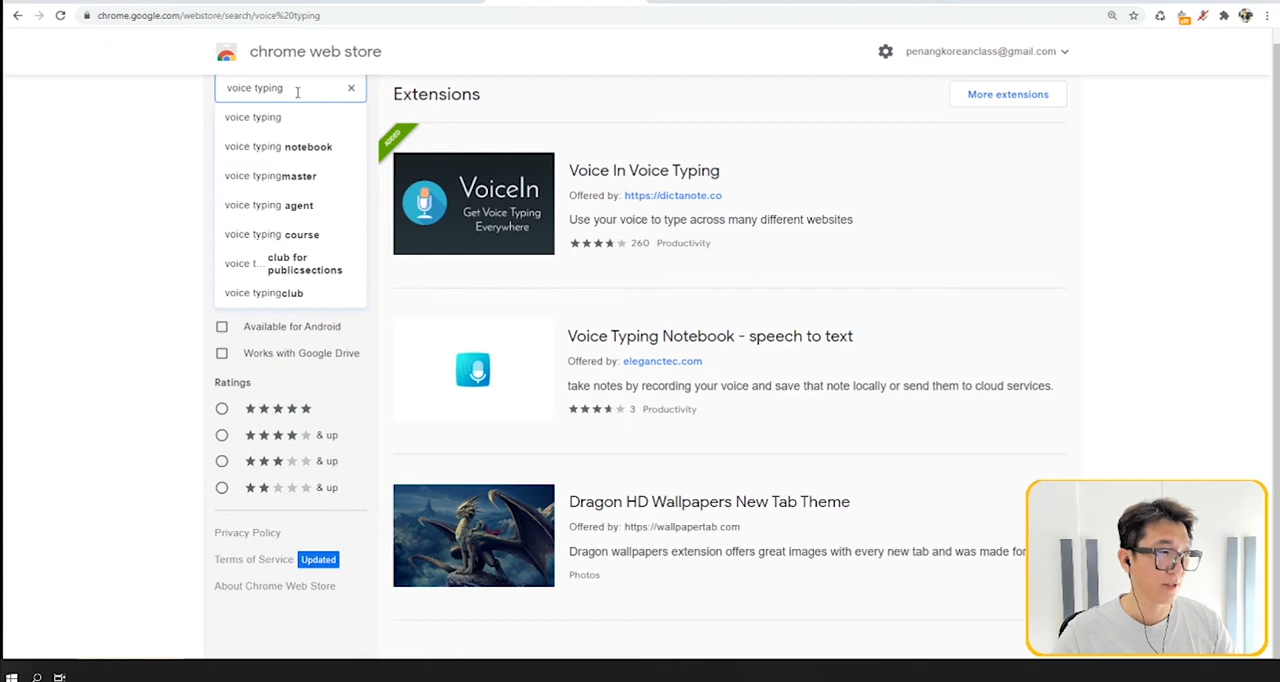 chrome.google.com/webstore/search/voice%20typing
off
chrome web store
penangkoreanclass@gmail.com
voice typing
voice typing
voice typing notebook
voice typingmaster
voice typing agent
voice typing course
voice t... club for
publicsections
voice typingclub
Available for Android
Works with Google Drive
Ratings
& up
& up
& up
Privacy Policy
Terms of Service Updated
About Chrome Web Store
Extensions
More extensions
ADDED
VoiceIn
Get Voice Typing
Everywhere
Voice In Voice Typing
Offered by: https://dictanote.co
Use your voice to type across many different websites
260 Productivity
Voice Typing Notebook - speech to text
Offered by: eleganctec.com
take notes by recording your voice and save that note locally or send them to cloud services.
3 Productivity
Dragon HD Wallpapers New Tab Theme
Offered by: https://wallpapertab.com
Dragon wallpapers extension offers great images with every new tab and was made for
Photos